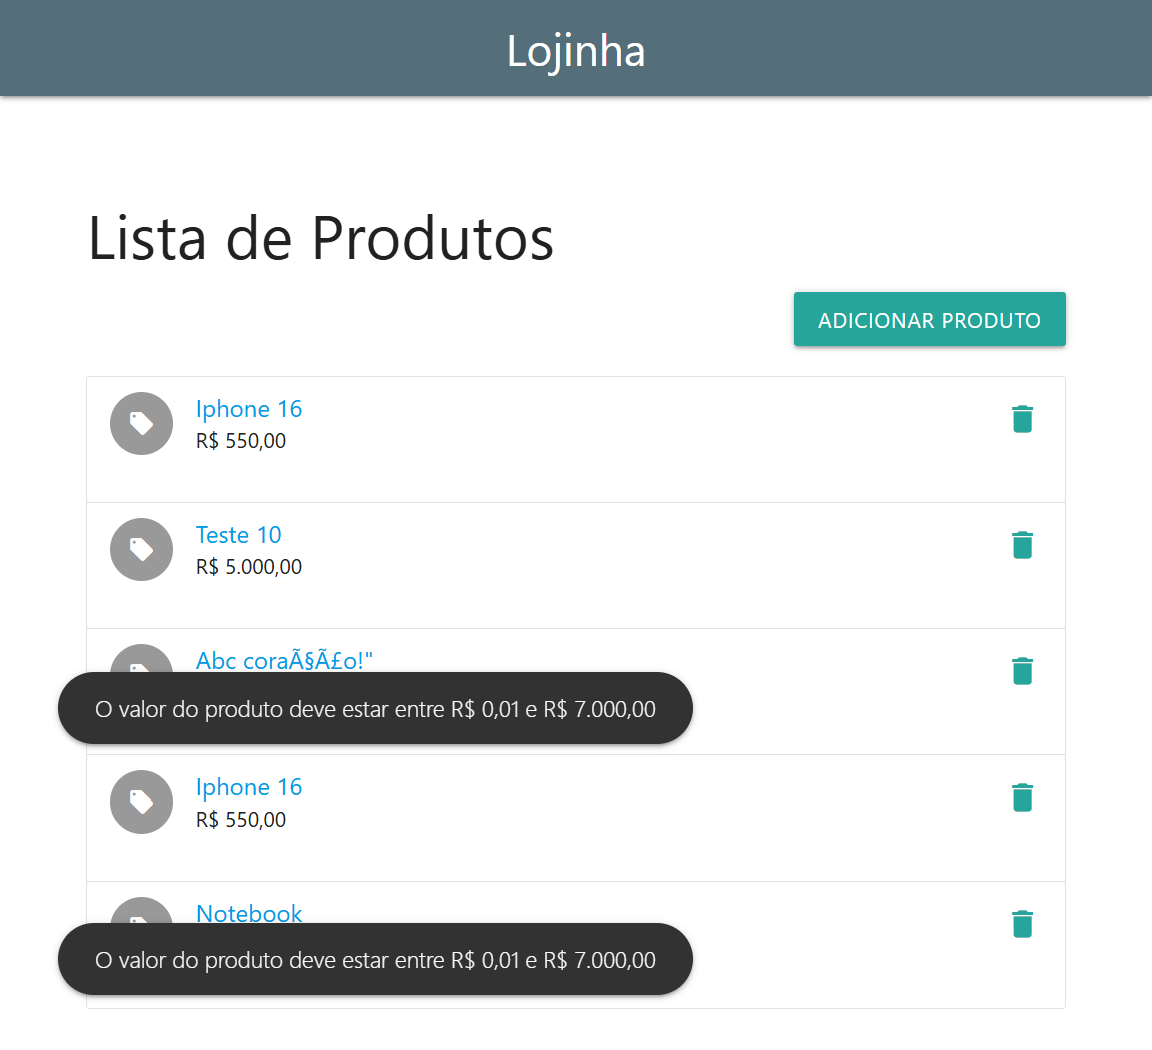 Lojinha
Lista de Produtos
ADICIONAR PRODUTO
Iphone 16
R$ 550,00
Teste 10
R$ 5.000,00
Abc coraÃ§Ã£o!"
O valor do produto deve estar entre R$ 0,01 e R$ 7.000,00
Iphone 16
R$ 550,00
Notebook
O valor do produto deve estar entre R$ 0,01 e R$ 7.000,00